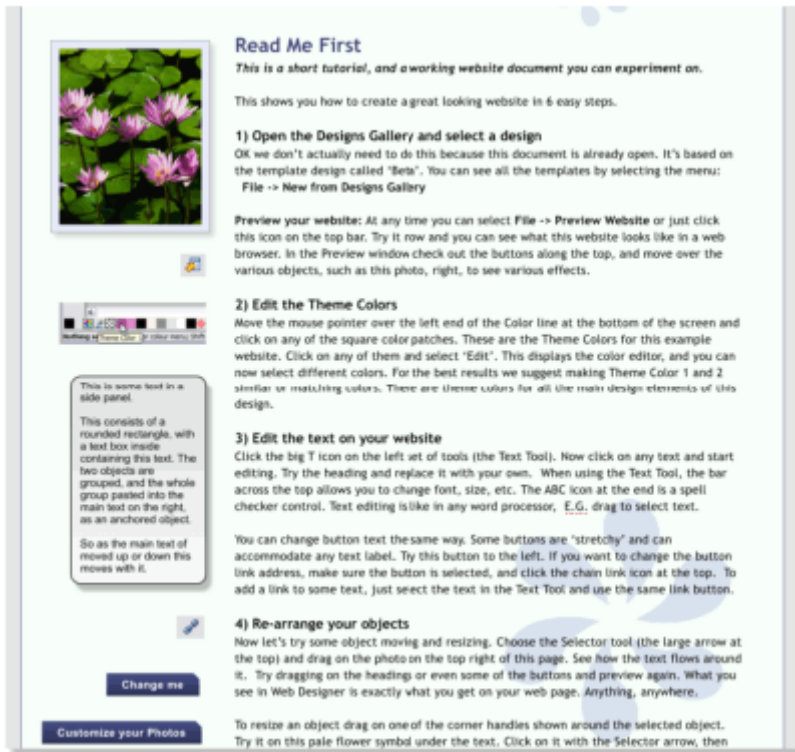 Read Me First
This is a short tutorial, and a working website document you can experiment on.
This shows you how to create a great looking website in 6 easy steps.
1) Open the Designs Gallery and select a design
OK we don't actually need to do this because this document is already open. It's based on
the template design called "Beta". You can see all the templates by selecting the menu:
File -> New from Designs Gallery
Preview your website: At any time you can select File -> Preview Website or just click
this icon on the top bar. Try it row and you can see what this website looks like in a web
browser. In the Preview window check out the buttons along the top, and move over the
various objects, such as this photo, right, to see various effects.
2) Edit the Theme Colors
Move the mouse pointer over the left end of the Color line at the bottom of the screen and
click on any of the square color patches. These are the Theme Colors for this example
website. Click on any of them and select "Edit". This displays the color editor, and you can
now select different colors. For the best results we suggest making Theme Color 1 and 2
similar or matching colors. There are theme colors for all the main design elements of this
design.
3) Edit the text on your website
Click the big T icon on the left set of tools (the Text Tool). Now click on any text and start
editing. Try the heading and replace it with your own. When using the Text Tool, the bar
across the top allows you to change font, size, etc. The ABC icon at the end is a spell
checker control. Text editing is like in any word processor, E.G. drag to select text.
You can change button text the same way. Some buttons are "stretchy" and can
accommodate any text label. Try this button to the left. If you want to change the button
link address, make sure the button is selected, and click the chain link icon at the top. To
add a link to some text, just select the text in the Text Tool and use the same link button.
4) Re-arrange your objects
Now let's try some object moving and resizing. Choose the Selector tool (the large arrow at
the top) and drag on the photo on the top right of this page. See how the text flows around
it. Try dragging on the headings or even some of the buttons and preview again. What you
see in Web Designer is exactly what you get on your web page. Anything, anywhere.
To resize an object drag on one of the corner handles shown around the selected object.
Try it on this pale flower symbol under the text. Click on it with the Selector arrow, then
Theme Color
This is some text in a
side panel.
This consists of a
rounded rectangle, with
a text box inside
containing this text. The
two objects are
grouped, and the whole
group pasted into the
main text on the right,
as an anchored object.
So as the main text of
moved up or down this
moves with it.
Change me
Customize your Photos